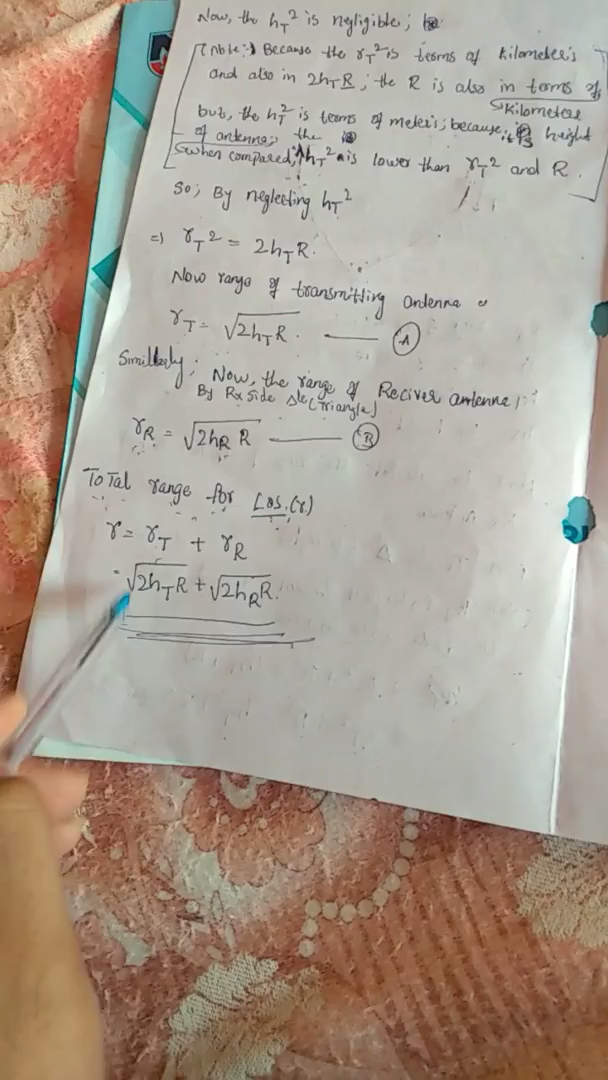 Now, the h_T² is negligible;
[Note:-) Because the r_T² is terms of kilometer's
and also in 2h_T R; the R is also in terms of
kilometers
but, the h_T² is terms of meter's; because, it is height
of antenna; the
when compared; h_T² is lower than r_T² and R.]
So; By neglecting h_T²
=> r_T² = 2h_T R.
Now range of transmitting antenna
r_T = √2h_T R. —— (A)
Similarly; Now, the range of Reciver antenna;
By Rx side Δle (Triangle)
r_R = √2h_R R —— (B)
Total range for LOS.(r)
r = r_T + r_R
= √2h_T R + √2h_R R.